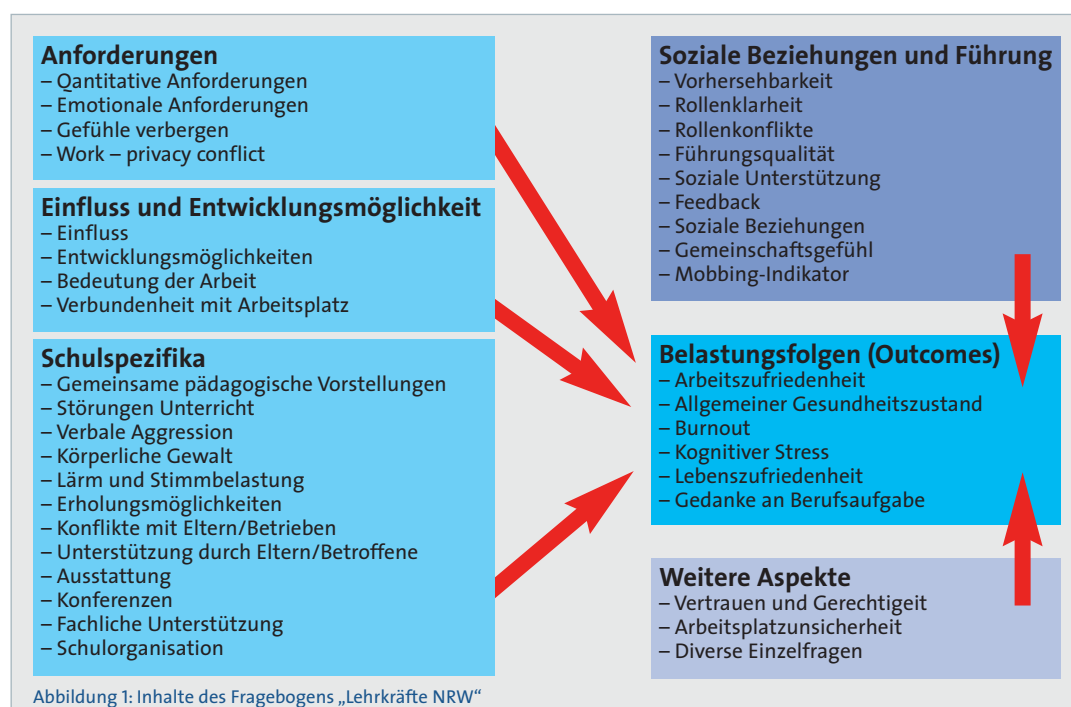 Anforderungen
– Qantitative Anforderungen
– Emotionale Anforderungen
– Gefühle verbergen
– Work – privacy conflict
Einfluss und Entwicklungsmöglichkeit
– Einfluss
– Entwicklungsmöglichkeiten
– Bedeutung der Arbeit
– Verbundenheit mit Arbeitsplatz
Schulspezifika
– Gemeinsame pädagogische Vorstellungen
– Störungen Unterricht
– Verbale Aggression
– Körperliche Gewalt
– Lärm und Stimmbelastung
– Erholungsmöglichkeiten
– Konflikte mit Eltern/Betrieben
– Unterstützung durch Eltern/Betroffene
– Ausstattung
– Konferenzen
– Fachliche Unterstützung
– Schulorganisation
Soziale Beziehungen und Führung
– Vorhersehbarkeit
– Rollenklarheit
– Rollenkonflikte
– Führungsqualität
– Soziale Unterstützung
– Feedback
– Soziale Beziehungen
– Gemeinschaftsgefühl
– Mobbing-Indikator
Belastungsfolgen (Outcomes)
– Arbeitszufriedenheit
– Allgemeiner Gesundheitszustand
– Burnout
– Kognitiver Stress
– Lebenszufriedenheit
– Gedanke an Berufsaufgabe
Weitere Aspekte
– Vertrauen und Gerechtigeit
– Arbeitsplatzunsicherheit
– Diverse Einzelfragen
Abbildung 1: Inhalte des Fragebogens „Lehrkräfte NRW“